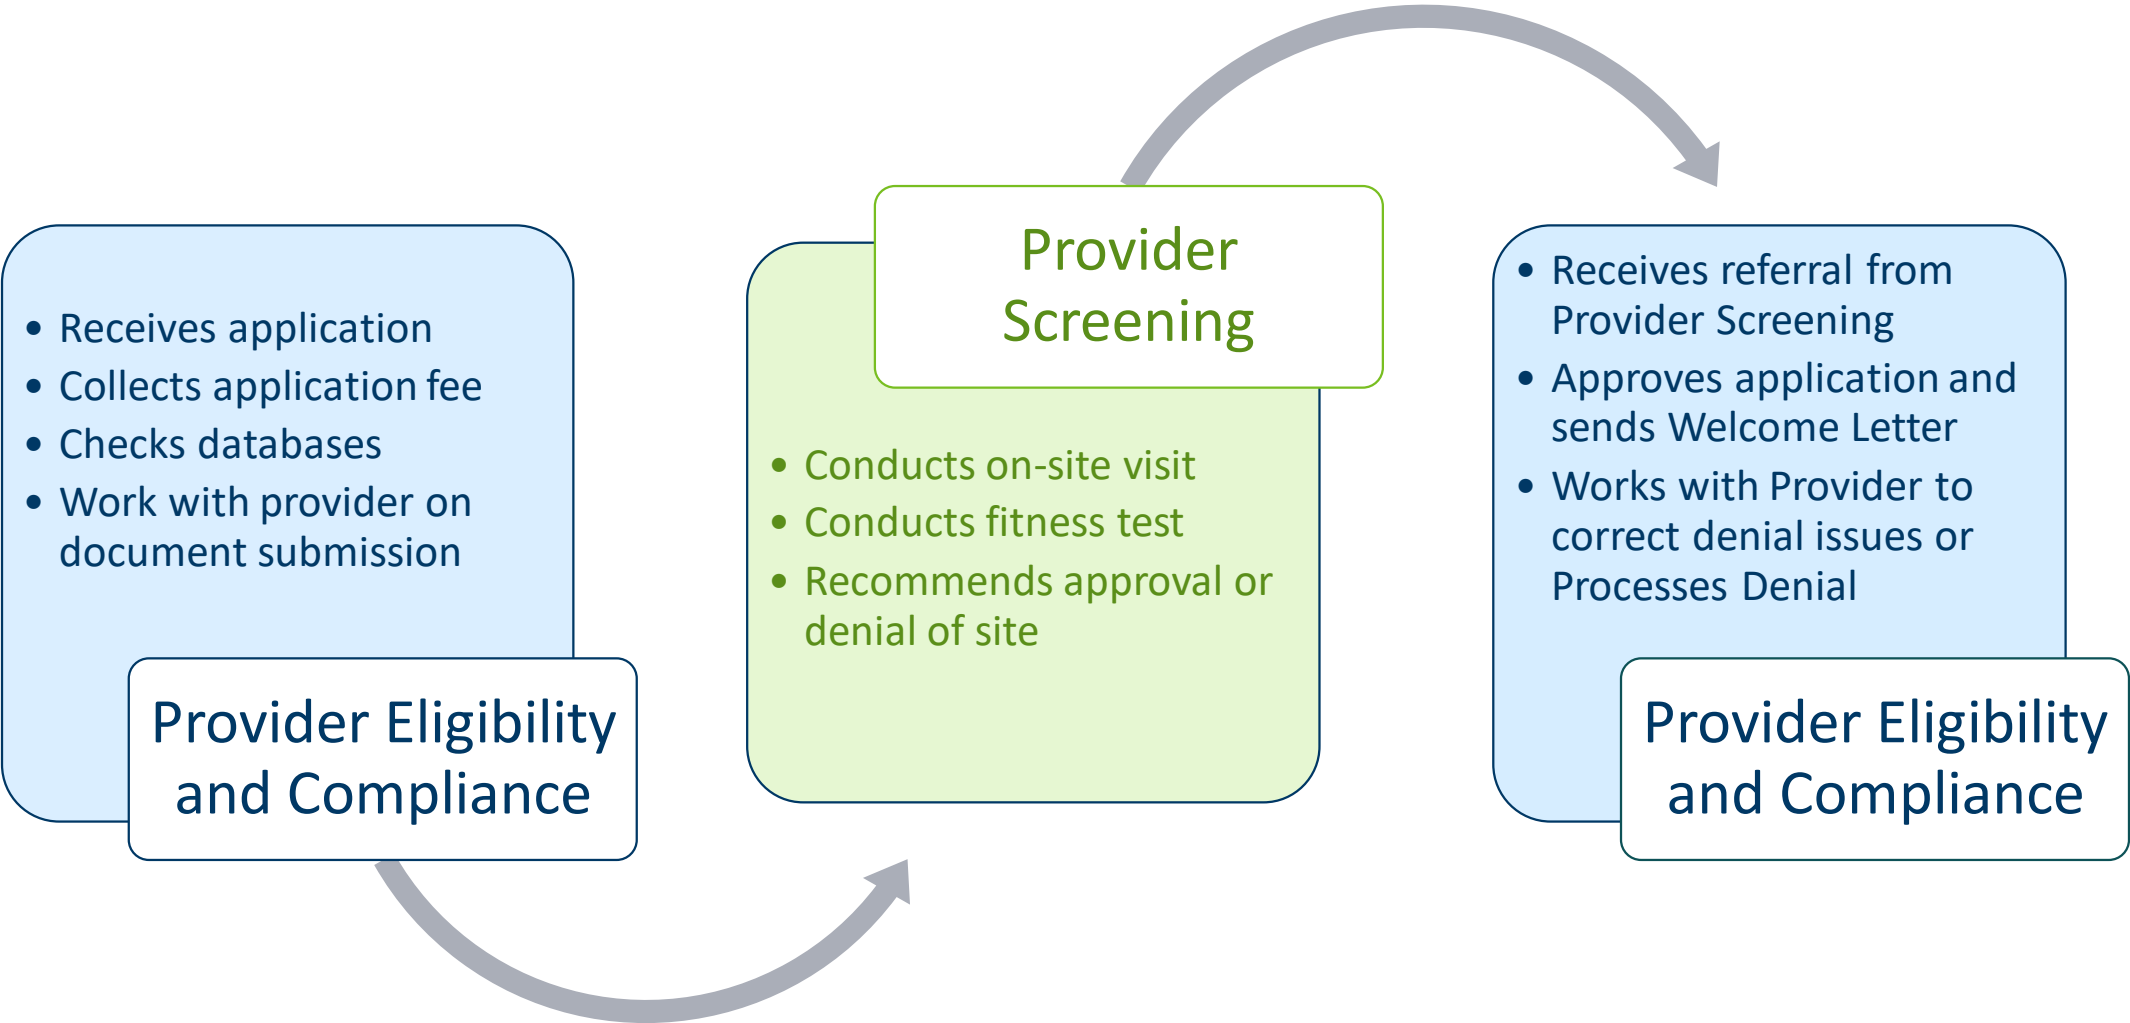 • Receives application
• Collects application fee
• Checks databases
• Work with provider on
document submission
Provider Eligibility
and Compliance
Provider
Screening
• Conducts on-site visit
• Conducts fitness test
• Recommends approval or
denial of site
• Receives referral from
Provider Screening
• Approves application and
sends Welcome Letter
• Works with Provider to
correct denial issues or
Processes Denial
Provider Eligibility
and Compliance